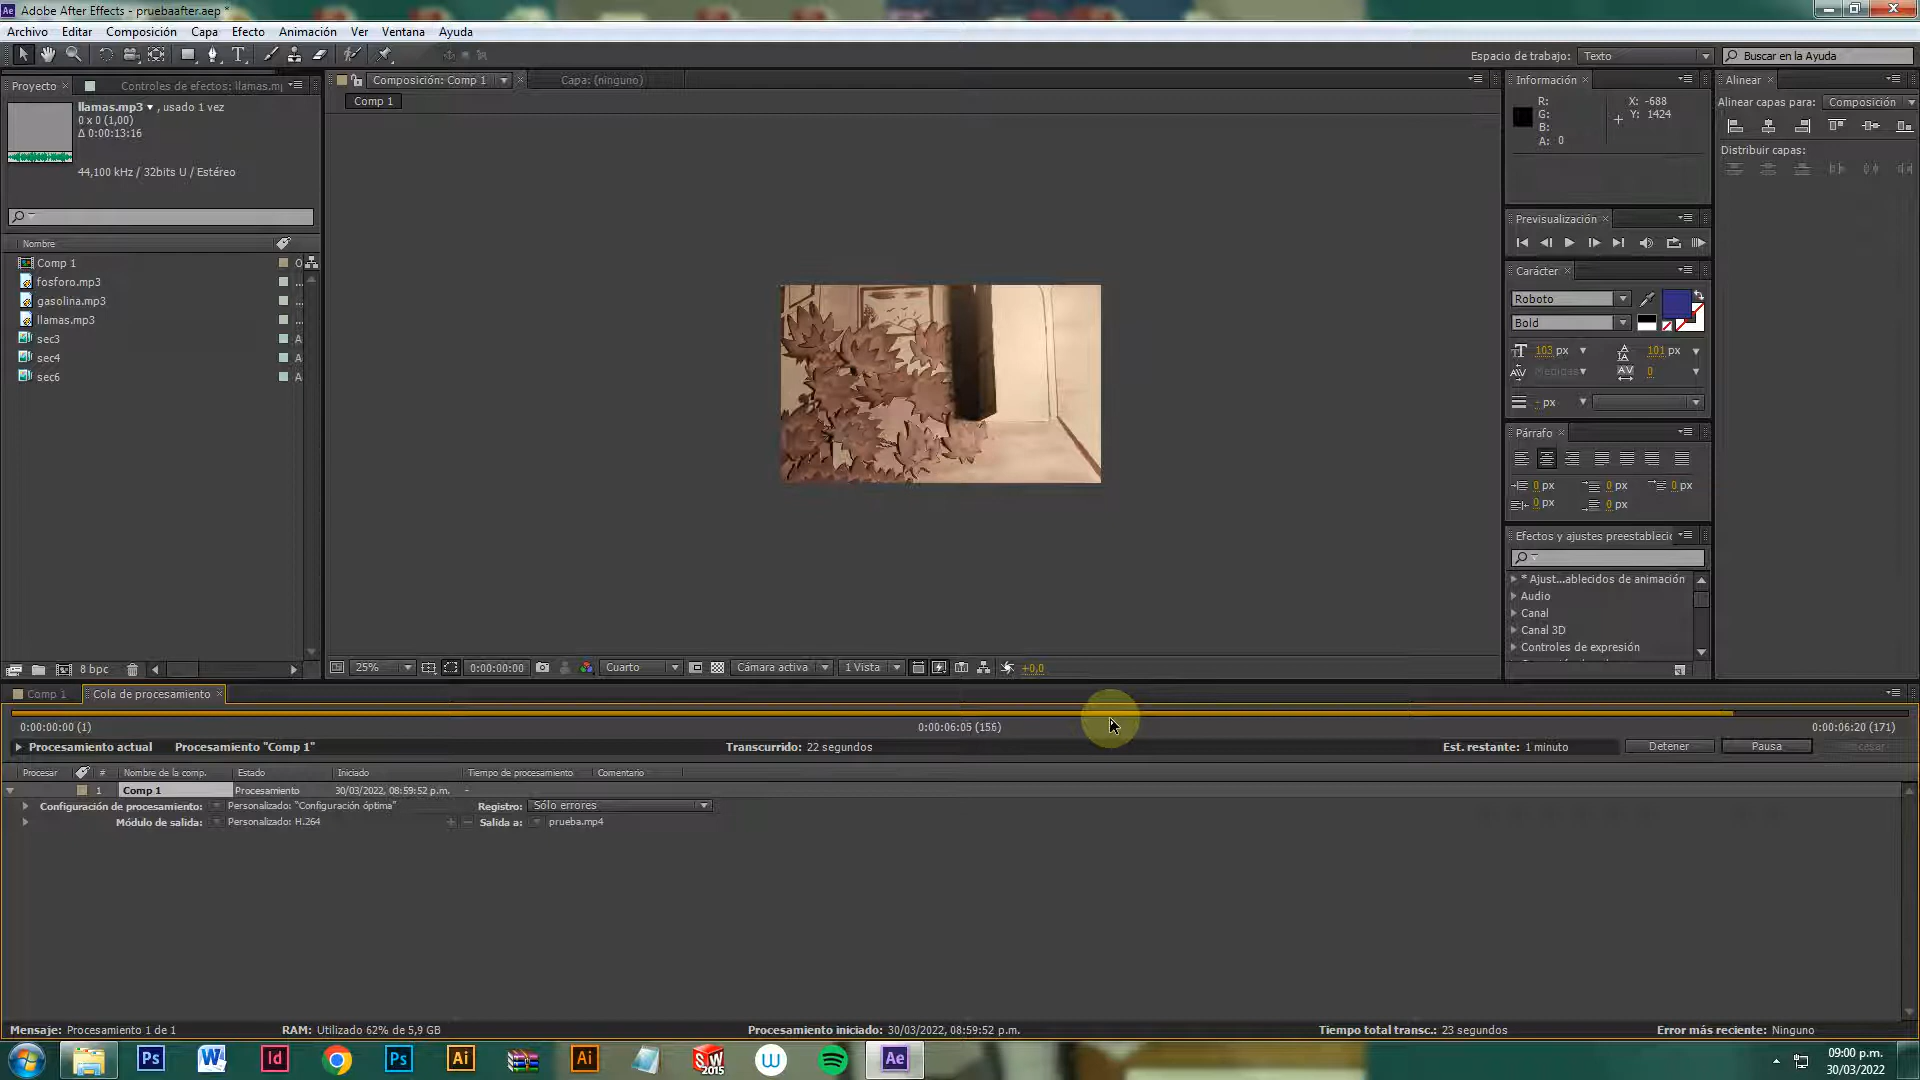 Adobe After Effects - pruebaafter.aep *
Archivo Editar Composición Capa Efecto Animación Ver Ventana Ayuda
Espacio de trabajo: Texto
Buscar en la Ayuda
Proyecto
Controles de efectos: llamas.m
Composición: Comp 1
Capa: (ninguno)
Información
Alinear
llamas.mp3 , usado 1 vez
0 x 0 (1,00)
Δ 0:00:13:16
44,100 kHz / 32bits U / Estéreo
Comp 1
R:
G:
B:
A: 0
X: -688
Y: 1424
Alinear capas para: Composición
Distribuir capas:
Nombre
Comp 1
fosforo.mp3
gasolina.mp3
llamas.mp3
sec3
sec4
sec6
Previsualización
Carácter
Roboto
Bold
103 px
101 px
Medidas
0
- px
Párrafo
0 px
0 px
0 px
0 px
0 px
Efectos y ajustes preestableci
* Ajust...ablecidos de animación
Audio
Canal
Canal 3D
Controles de expresión
8 bpc
25%
0:00:00:00
Cuarto
Cámara activa
1 Vista
+0,0
Comp 1
Cola de procesamiento
0:00:00:00 (1)
0:00:06:05 (156)
0:00:06:20 (171)
Procesamiento actual
Procesamiento "Comp 1"
Transcurrido: 22 segundos
Est. restante: 1 minuto
Detener
Pausa
Procesar # Nombre de la comp. Estado Iniciado Tiempo de procesamiento Comentario
1 Comp 1 Procesamiento 30/03/2022, 08:59:52 p.m. -
Configuración de procesamiento: Personalizado: "Configuración óptima" Registro: Sólo errores
Módulo de salida: Personalizado: H.264 Salida a: prueba.mp4
Mensaje: Procesamiento 1 de 1
RAM: Utilizado 62% de 5,9 GB
Procesamiento iniciado: 30/03/2022, 08:59:52 p.m.
Tiempo total transc.: 23 segundos
Error más reciente: Ninguno
09:00 p.m.
30/03/2022